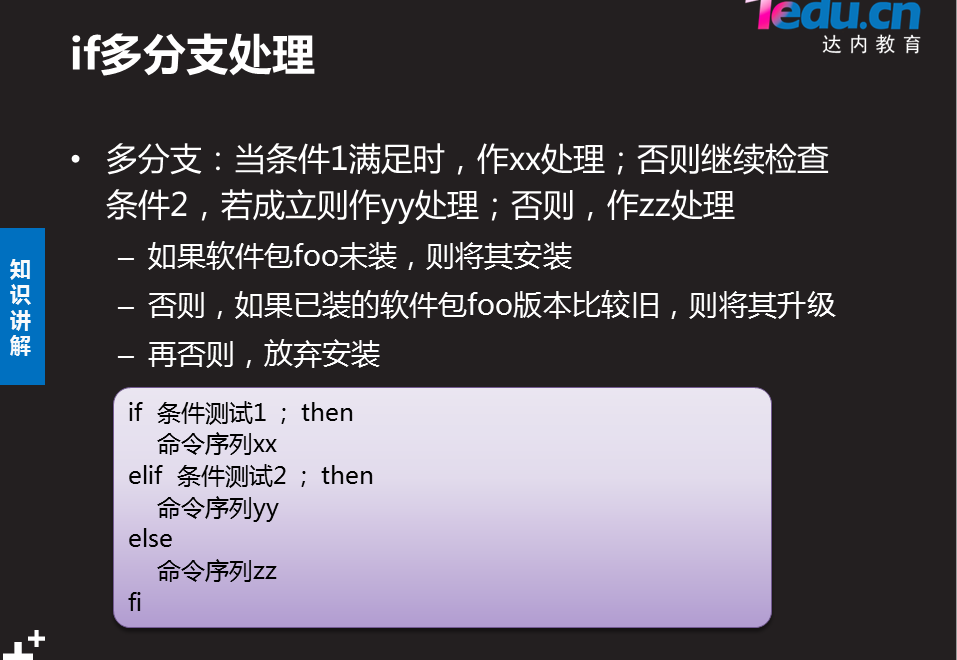 Tedu.cn
达内教育
if多分支处理
• 多分支：当条件1满足时，作xx处理；否则继续检查
条件2，若成立则作yy处理；否则，作zz处理
– 如果软件包foo未装，则将其安装
– 否则，如果已装的软件包foo版本比较旧，则将其升级
– 再否则，放弃安装
知识讲解
if 条件测试1 ; then
命令序列xx
elif 条件测试2 ; then
命令序列yy
else
命令序列zz
fi